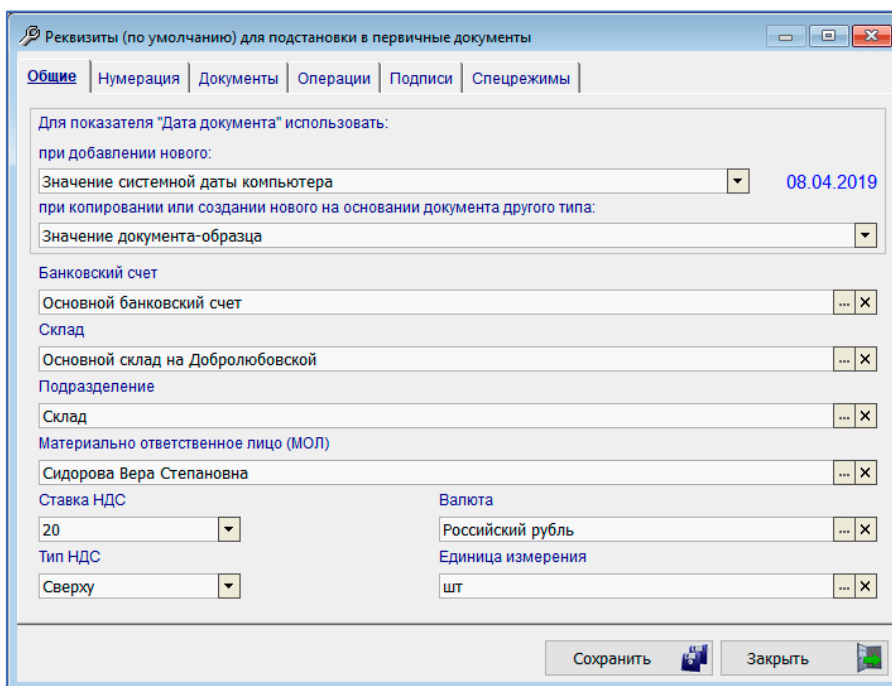 Реквизиты (по умолчанию) для подстановки в первичные документы
Общие Нумерация Документы Операции Подписи Спецрежимы
Для показателя "Дата документа" использовать:
при добавлении нового:
Значение системной даты компьютера 08.04.2019
при копировании или создании нового на основании документа другого типа:
Значение документа-образца
Банковский счет
Основной банковский счет ...
Склад
Основной склад на Добролюбовской ...
Подразделение
Склад ...
Материально ответственное лицо (МОЛ)
Сидорова Вера Степановна ...
Ставка НДС Валюта
20 Российский рубль ...
Тип НДС Единица измерения
Сверху шт ...
Сохранить Закрыть